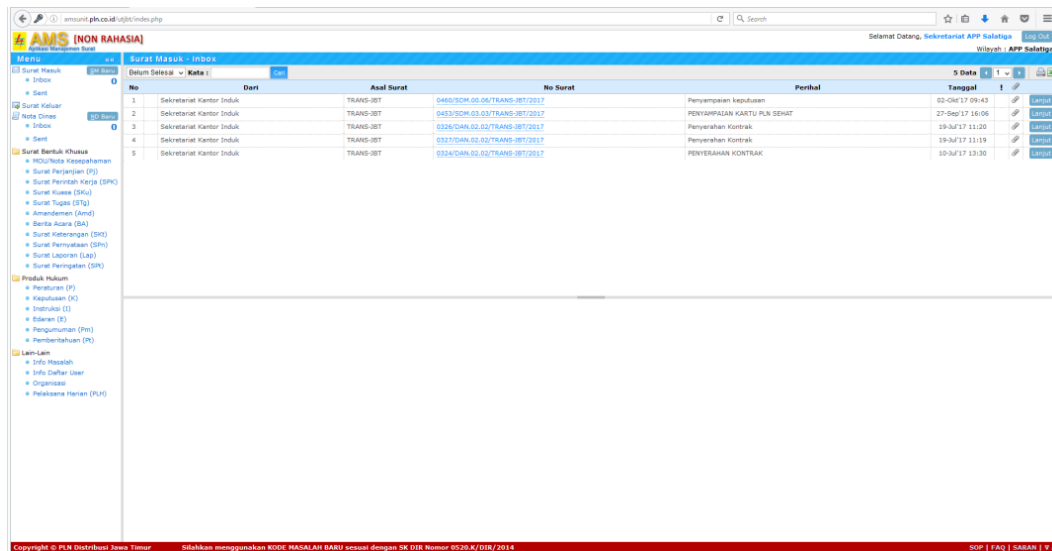 amsunit.pln.co.id/utjbt/index.php
Search
AMS [NON RAHASIA]
Aplikasi Manajemen Surat
Selamat Datang, Sekretariat APP Salatiga Log Out
Wilayah : APP Salatiga
Menu
Surat Masuk SM Baru
Inbox 0
Sent
Surat Keluar
Nota Dinas ND Baru
Inbox 0
Sent
Surat Bentuk Khusus
MOU/Nota Kesepahaman
Surat Perjanjian (Pj)
Surat Perintah Kerja (SPK)
Surat Kuasa (SKu)
Surat Tugas (STg)
Amandemen (Amd)
Berita Acara (BA)
Surat Keterangan (SKt)
Surat Pernyataan (SPn)
Surat Laporan (Lap)
Surat Peringatan (SPt)
Produk Hukum
Peraturan (P)
Keputusan (K)
Instruksi (I)
Edaran (E)
Pengumuman (Pm)
Pemberitahuan (Pt)
Lain-Lain
Info Masalah
Info Daftar User
Organisasi
Pelaksana Harian (PLH)
Surat Masuk - Inbox
Belum Selesai Kata : Cari 5 Data 1
No Dari Asal Surat No Surat Perihal Tanggal !
1 Sekretariat Kantor Induk TRANS-JBT 0460/SDM.00.06/TRANS-JBT/2017 Penyampaian keputusan 02-Okt'17 09:43 Lanjut
2 Sekretariat Kantor Induk TRANS-JBT 0453/SDM.03.03/TRANS-JBT/2017 PENYAMPAIAN KARTU PLN SEHAT 27-Sep'17 16:06 Lanjut
3 Sekretariat Kantor Induk TRANS-JBT 0326/DAN.02.02/TRANS-JBT/2017 Penyerahan Kontrak 19-Jul'17 11:20 Lanjut
4 Sekretariat Kantor Induk TRANS-JBT 0327/DAN.02.02/TRANS-JBT/2017 Penyerahan Kontrak 19-Jul'17 11:19 Lanjut
5 Sekretariat Kantor Induk TRANS-JBT 0324/DAN.02.02/TRANS-JBT/2017 PENYERAHAN KONTRAK 10-Jul'17 13:30 Lanjut
Copyright © PLN Distribusi Jawa Timur Silahkan menggunakan KODE MASALAH BARU sesuai dengan SK DIR Nomor 0520.K/DIR/2014 SOP | FAQ | SARAN |